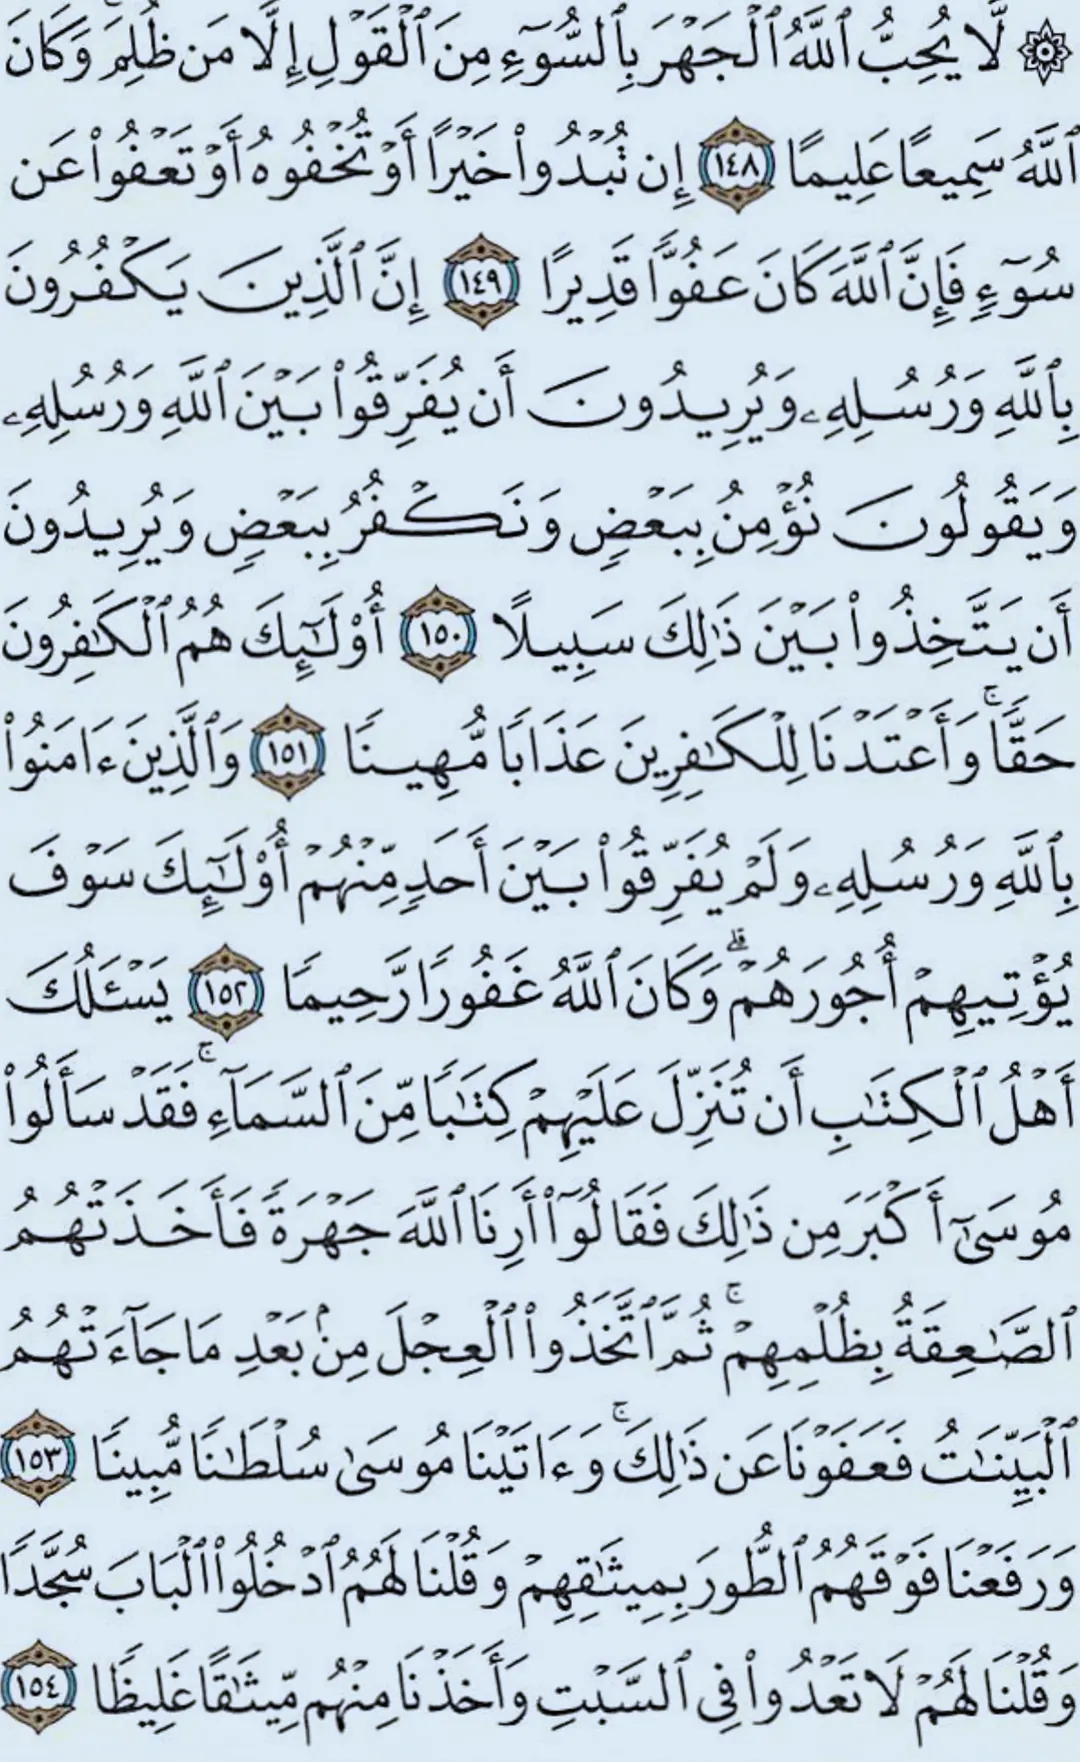 ۞ لَّا يُحِبُّ ٱللَّهُ ٱلْجَهْرَ بِٱلسُّوٓءِ مِنَ ٱلْقَوْلِ إِلَّا مَن ظُلِمَ ۚ وَكَانَ
ٱللَّهُ سَمِيعًا عَلِيمًا ١٤٨ إِن تُبْدُوا۟ خَيْرًا أَوْ تُخْفُوهُ أَوْ تَعْفُوا۟ عَن
سُوٓءٍ فَإِنَّ ٱللَّهَ كَانَ عَفُوًّا قَدِيرًا ١٤٩ إِنَّ ٱلَّذِينَ يَكْفُرُونَ
بِٱللَّهِ وَرُسُلِهِۦ وَيُرِيدُونَ أَن يُفَرِّقُوا۟ بَيْنَ ٱللَّهِ وَرُسُلِهِۦ
وَيَقُولُونَ نُؤْمِنُ بِبَعْضٍ وَنَكْفُرُ بِبَعْضٍ وَيُرِيدُونَ
أَن يَتَّخِذُوا۟ بَيْنَ ذَٰلِكَ سَبِيلًا ١٥٠ أُو۟لَـٰٓئِكَ هُمُ ٱلْكَـٰفِرُونَ
حَقًّا ۚ وَأَعْتَدْنَا لِلْكَـٰفِرِينَ عَذَابًا مُّهِينًا ١٥١ وَٱلَّذِينَ ءَامَنُوا۟
بِٱللَّهِ وَرُسُلِهِۦ وَلَمْ يُفَرِّقُوا۟ بَيْنَ أَحَدٍ مِّنْهُمْ أُو۟لَـٰٓئِكَ سَوْفَ
يُؤْتِيهِمْ أُجُورَهُمْ ۗ وَكَانَ ٱللَّهُ غَفُورًا رَّحِيمًا ١٥٢ يَسْـَٔلُكَ
أَهْلُ ٱلْكِتَـٰبِ أَن تُنَزِّلَ عَلَيْهِمْ كِتَـٰبًا مِّنَ ٱلسَّمَآءِ ۚ فَقَدْ سَأَلُوا۟
مُوسَىٰٓ أَكْبَرَ مِن ذَٰلِكَ فَقَالُوٓا۟ أَرِنَا ٱللَّهَ جَهْرَةً فَأَخَذَتْهُمُ
ٱلصَّـٰعِقَةُ بِظُلْمِهِمْ ۚ ثُمَّ ٱتَّخَذُوا۟ ٱلْعِجْلَ مِنۢ بَعْدِ مَا جَآءَتْهُمُ
ٱلْبَيِّنَـٰتُ فَعَفَوْنَا عَن ذَٰلِكَ ۚ وَءَاتَيْنَا مُوسَىٰ سُلْطَـٰنًا مُّبِينًا ١٥٣
وَرَفَعْنَا فَوْقَهُمُ ٱلطُّورَ بِمِيثَـٰقِهِمْ وَقُلْنَا لَهُمُ ٱدْخُلُوا۟ ٱلْبَابَ سُجَّدًا
وَقُلْنَا لَهُمْ لَا تَعْدُوا۟ فِى ٱلسَّبْتِ وَأَخَذْنَا مِنْهُم مِّيثَـٰقًا غَلِيظًا ١٥٤